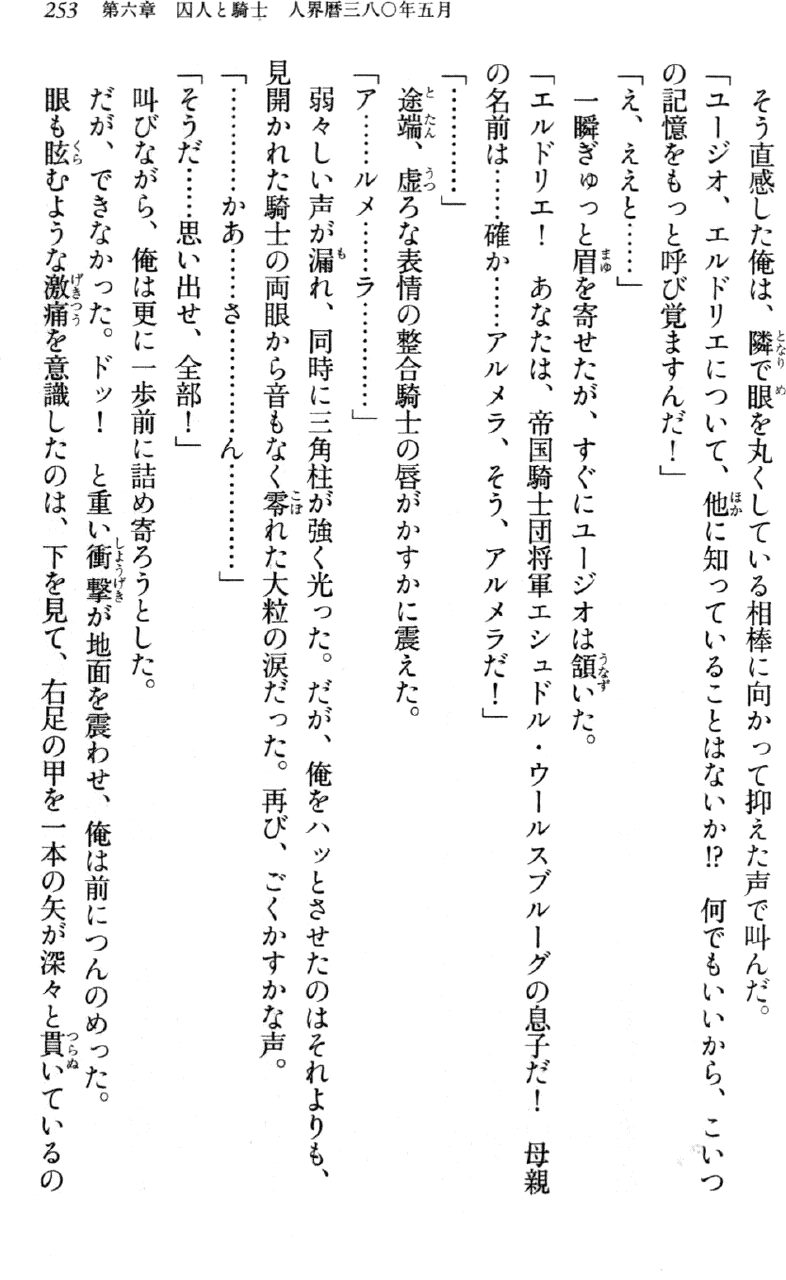 253　第六章　囚人と騎士　人界暦三八〇年五月
　そう直感した俺は、隣で眼を丸くしている相棒に向かって抑えた声で叫んだ。
「ユージオ、エルドリエについて、他に知っていることはないか!?　何でもいいから、こいつ
の記憶をもっと呼び覚ますんだ！」
「え、ええと……」
　一瞬ぎゅっと眉を寄せたが、すぐにユージオは頷いた。
「エルドリエ！　あなたは、帝国騎士団将軍エシュドル・ウールスブルーグの息子だ！　母親
の名前は……確か……アルメラ、そう、アルメラだ！」
「…………」
　途端、虚ろな表情の整合騎士の唇がかすかに震えた。
「ア……ルメ……ラ…………」
　弱々しい声が漏れ、同時に三角柱が強く光った。だが、俺をハッとさせたのはそれよりも、
見開かれた騎士の両眼から音もなく零れた大粒の涙だった。再び、ごくかすかな声。
「…………かあ……さ…………ん…………」
「そうだ……思い出せ、全部！」
　叫びながら、俺は更に一歩前に詰め寄ろうとした。
　だが、できなかった。ドッ！　と重い衝撃が地面を震わせ、俺は前につんのめった。
　眼も眩むような激痛を意識したのは、下を見て、右足の甲を一本の矢が深々と貫いているの